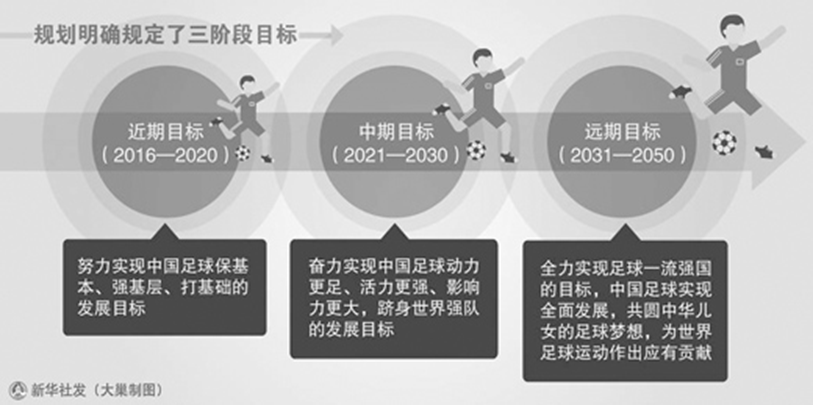 规划明确规定了三阶段目标
近期目标
（2016—2020）
中期目标
（2021—2030）
远期目标
（2031—2050）
努力实现中国足球保基
本、强基层、打基础的
发展目标
奋力实现中国足球动力
更足、活力更强、影响
力更大，跻身世界强队
的发展目标
全力实现足球一流强国
的目标，中国足球实现
全面发展，共圆中华儿
女的足球梦想，为世界
足球运动作出应有贡献
新华社发（大巢制图）